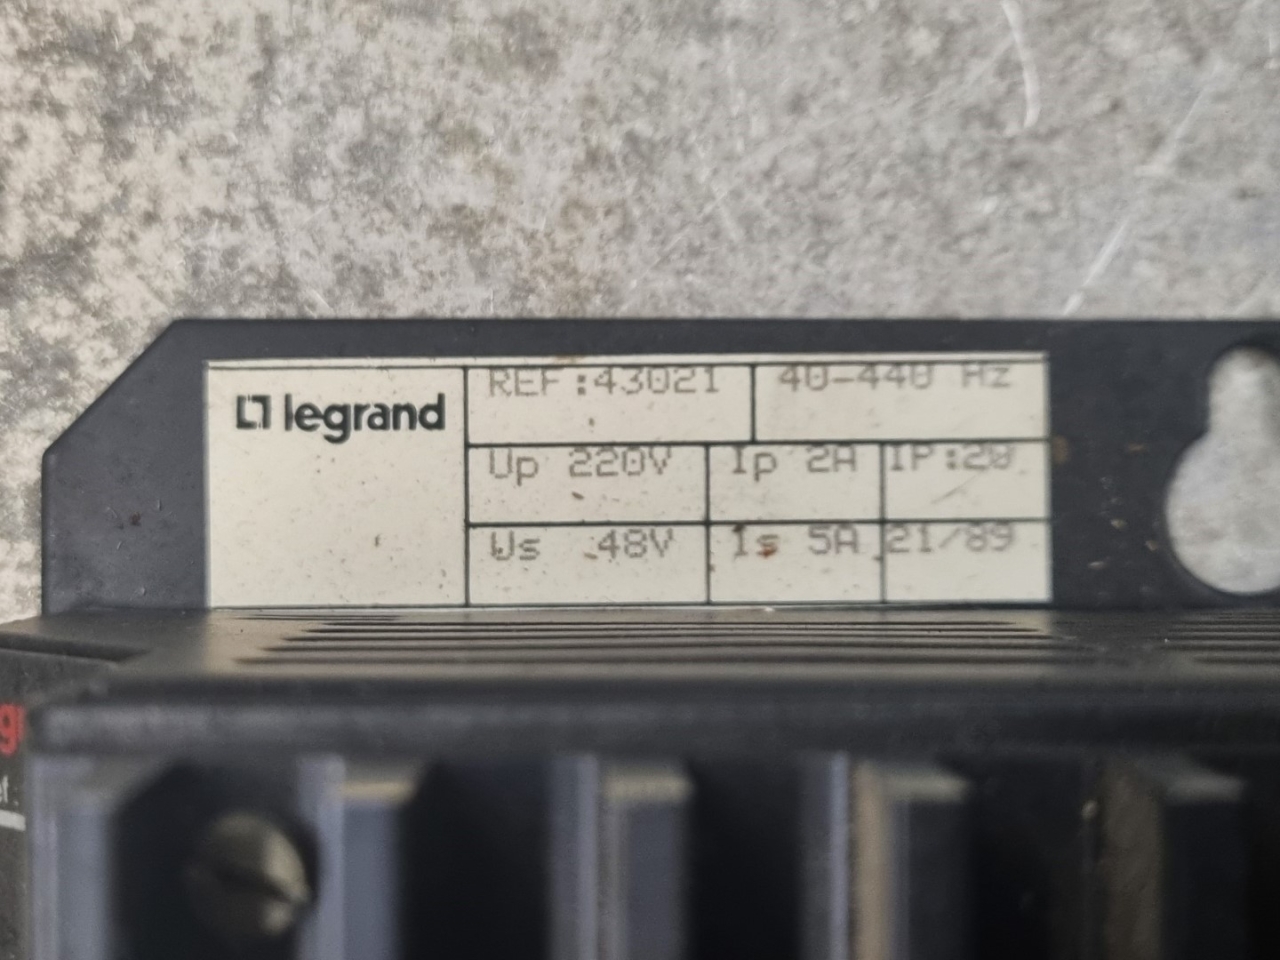 legrand
REF:43021 40-440 Hz
Up 220V Ip 2A IP:20
Us 48V Is 5A 21/89